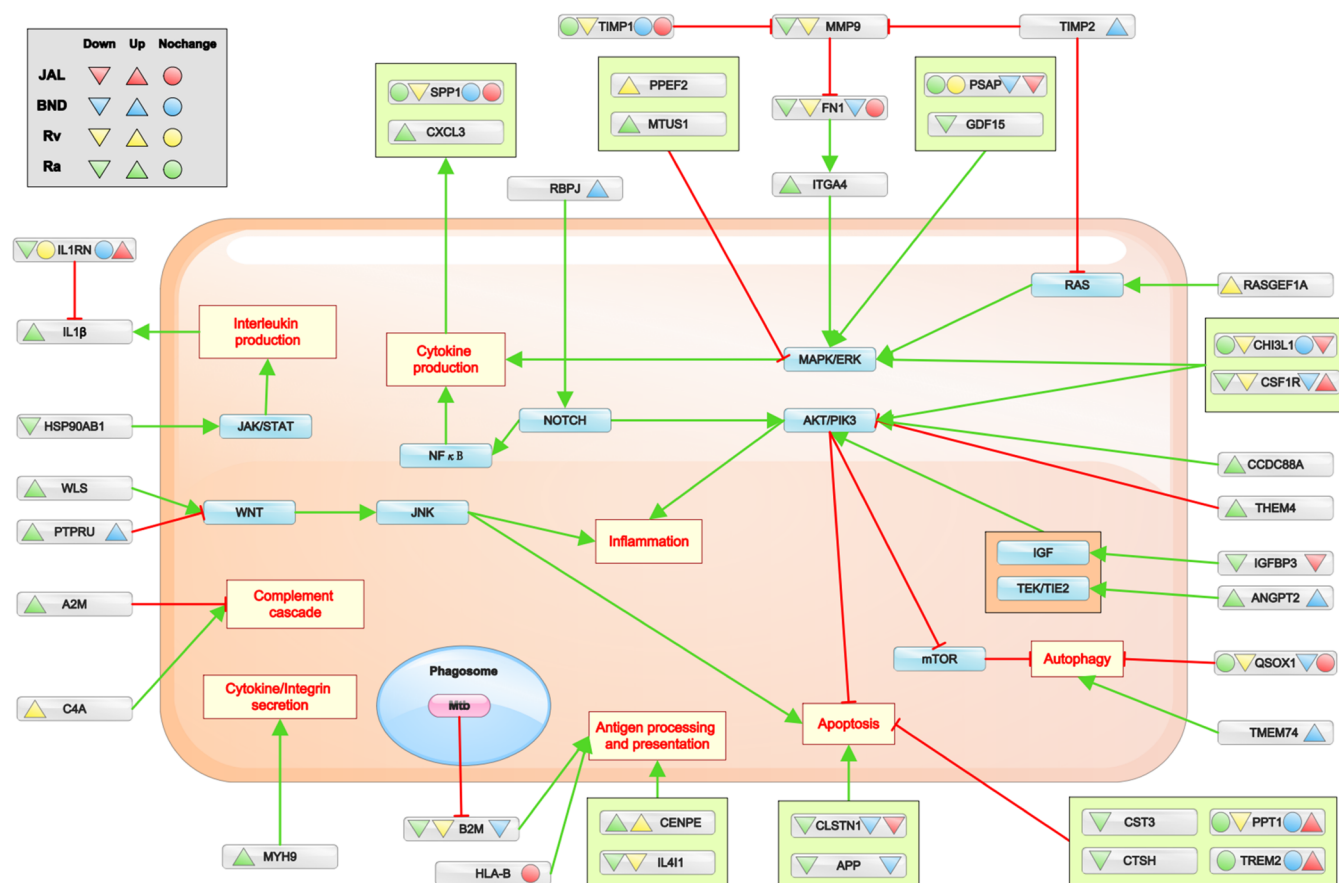 Down Up Nochange
JAL
BND
Rv
Ra
TIMP1
MMP9
TIMP2
SPP1
CXCL3
PPEF2
MTUS1
FN1
PSAP
GDF15
ITGA4
RBPJ
IL1RN
IL1β
RAS
RASGEF1A
Interleukin
production
Cytokine
production
MAPK/ERK
CHI3L1
CSF1R
HSP90AB1
JAK/STAT
NOTCH
AKT/PIK3
NFκB
CCDC88A
WLS
PTPRU
WNT
JNK
THEM4
Inflammation
IGF
TEK/TIE2
IGFBP3
ANGPT2
A2M
Complement
cascade
mTOR
Autophagy
QSOX1
C4A
Cytokine/Integrin
secretion
Phagosome
Mtb
Antigen processing
and presentation
Apoptosis
TMEM74
MYH9
B2M
HLA-B
CENPE
IL4I1
CLSTN1
APP
CST3
PPT1
CTSH
TREM2